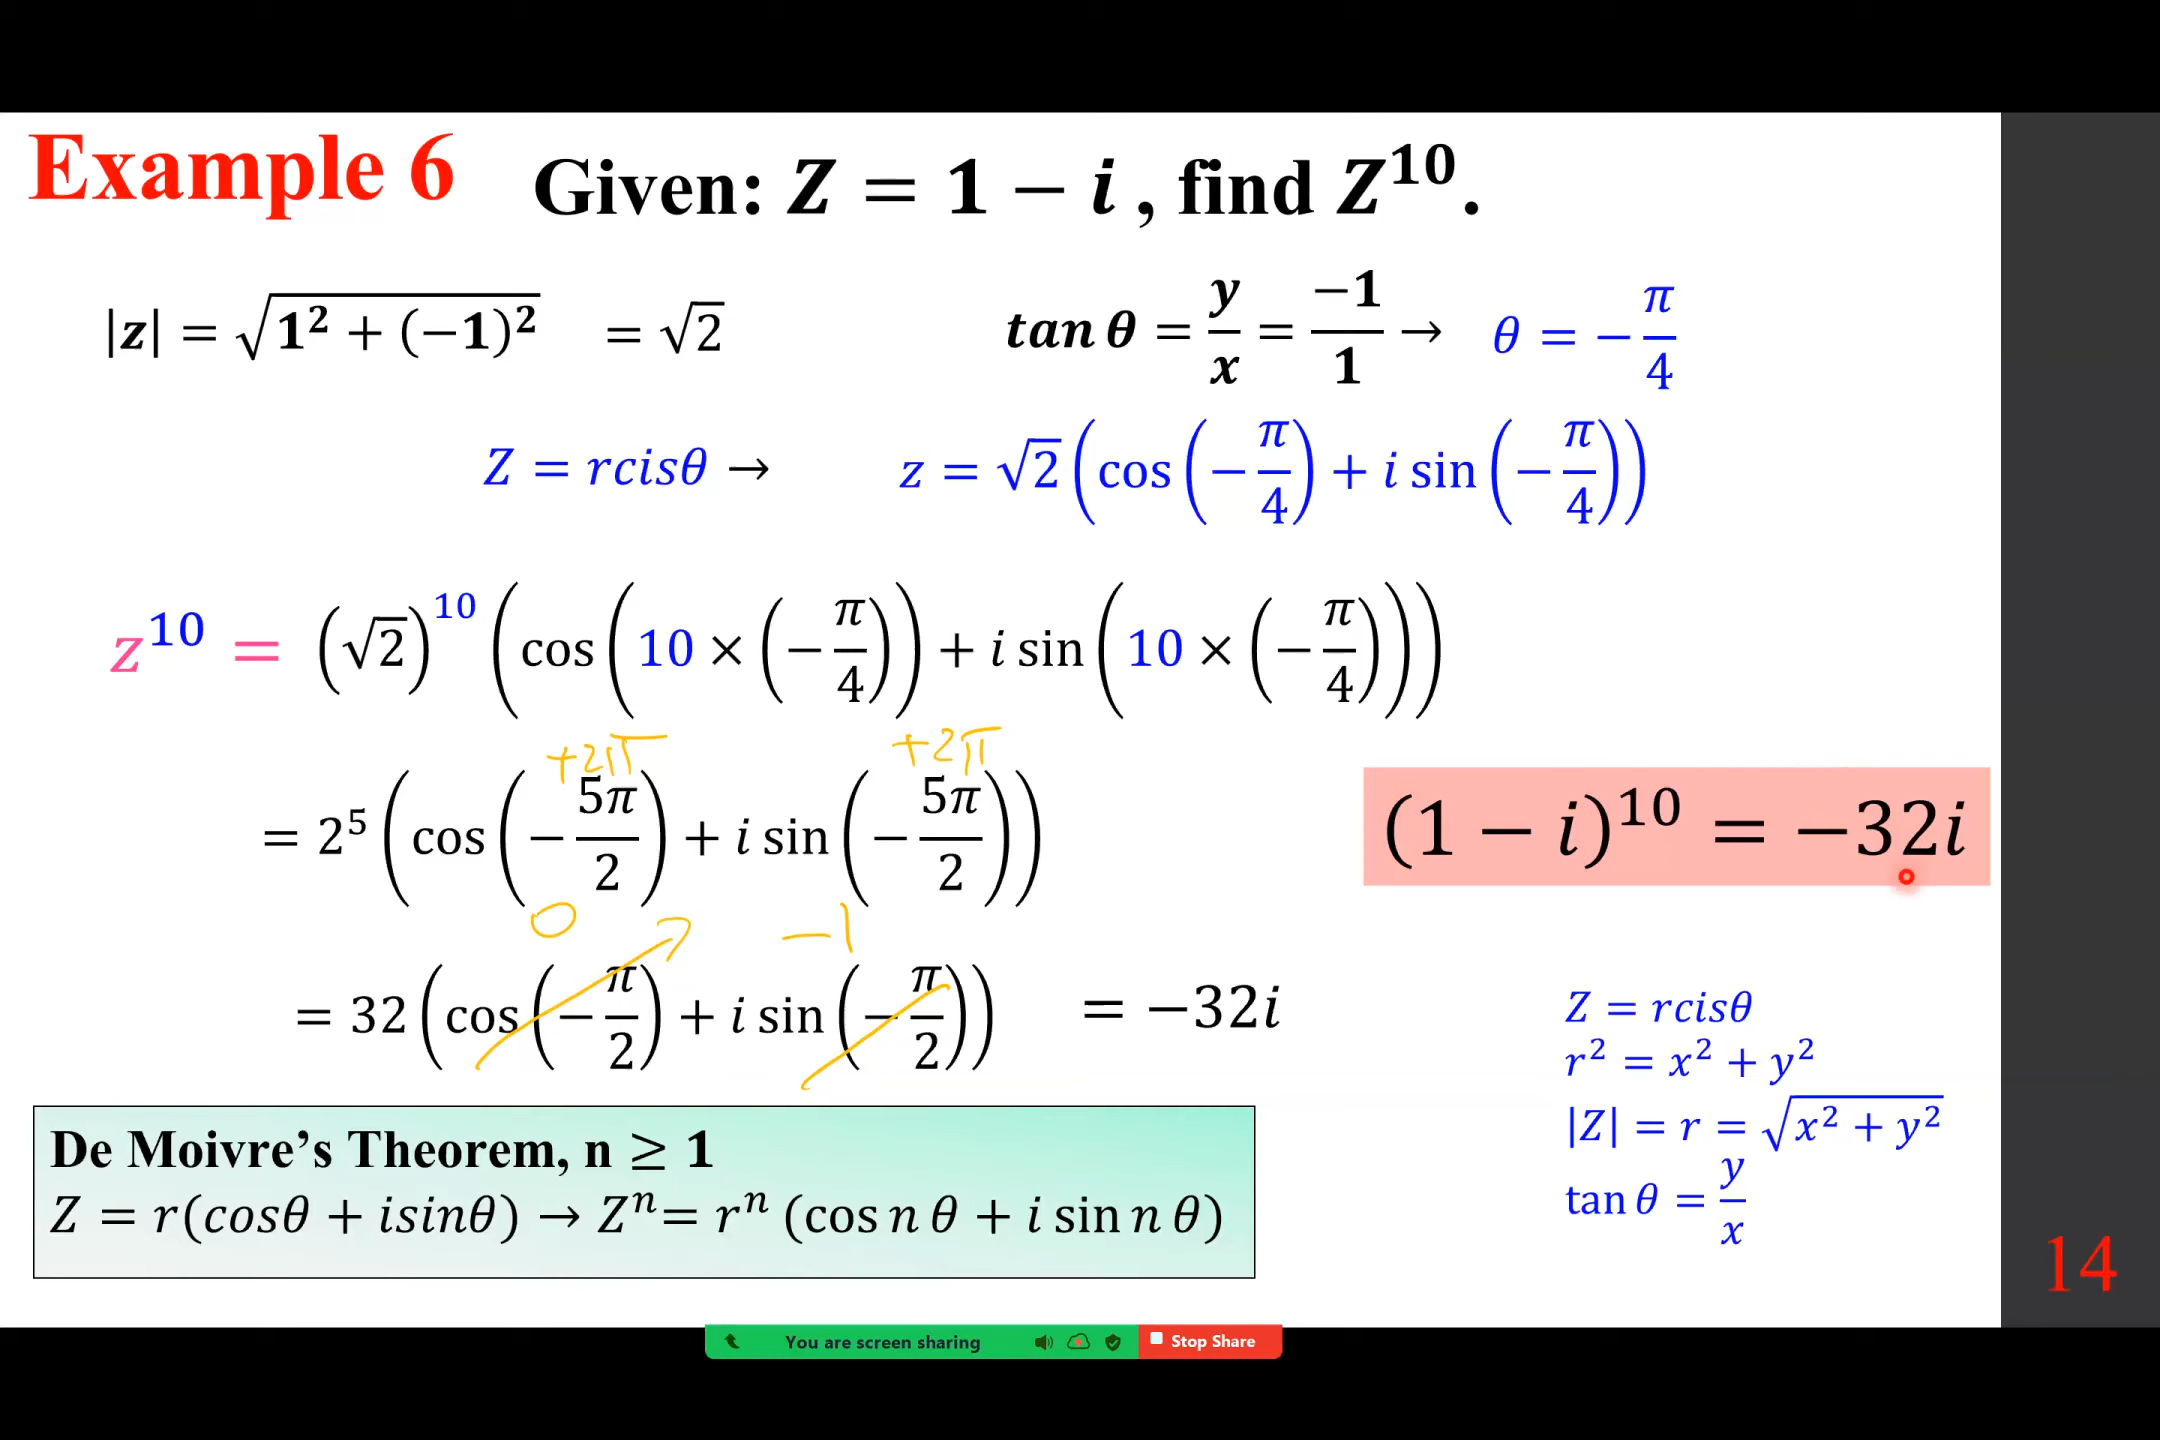 Example 6 Given: Z = 1 − i , find Z¹⁰.
|z| = √(1² + (−1)²) = √2 tan θ = y/x = −1/1 → θ = −π/4
Z = rcisθ → z = √2 (cos(−π/4) + i sin(−π/4))
z¹⁰ = (√2)¹⁰ (cos(10 × (−π/4)) + i sin(10 × (−π/4)))
+2π +2π
= 2⁵ (cos(−5π/2) + i sin(−5π/2))
(1 − i)¹⁰ = −32i
0 −1
= 32 (cos(−π/2) + i sin(−π/2)) = −32i
Z = rcisθ
r² = x² + y²
|Z| = r = √(x² + y²)
tan θ = y/x
De Moivre’s Theorem, n ≥ 1
Z = r(cosθ + isinθ) → Zⁿ= rⁿ (cos n θ + i sin n θ)
14
You are screen sharing Stop Share